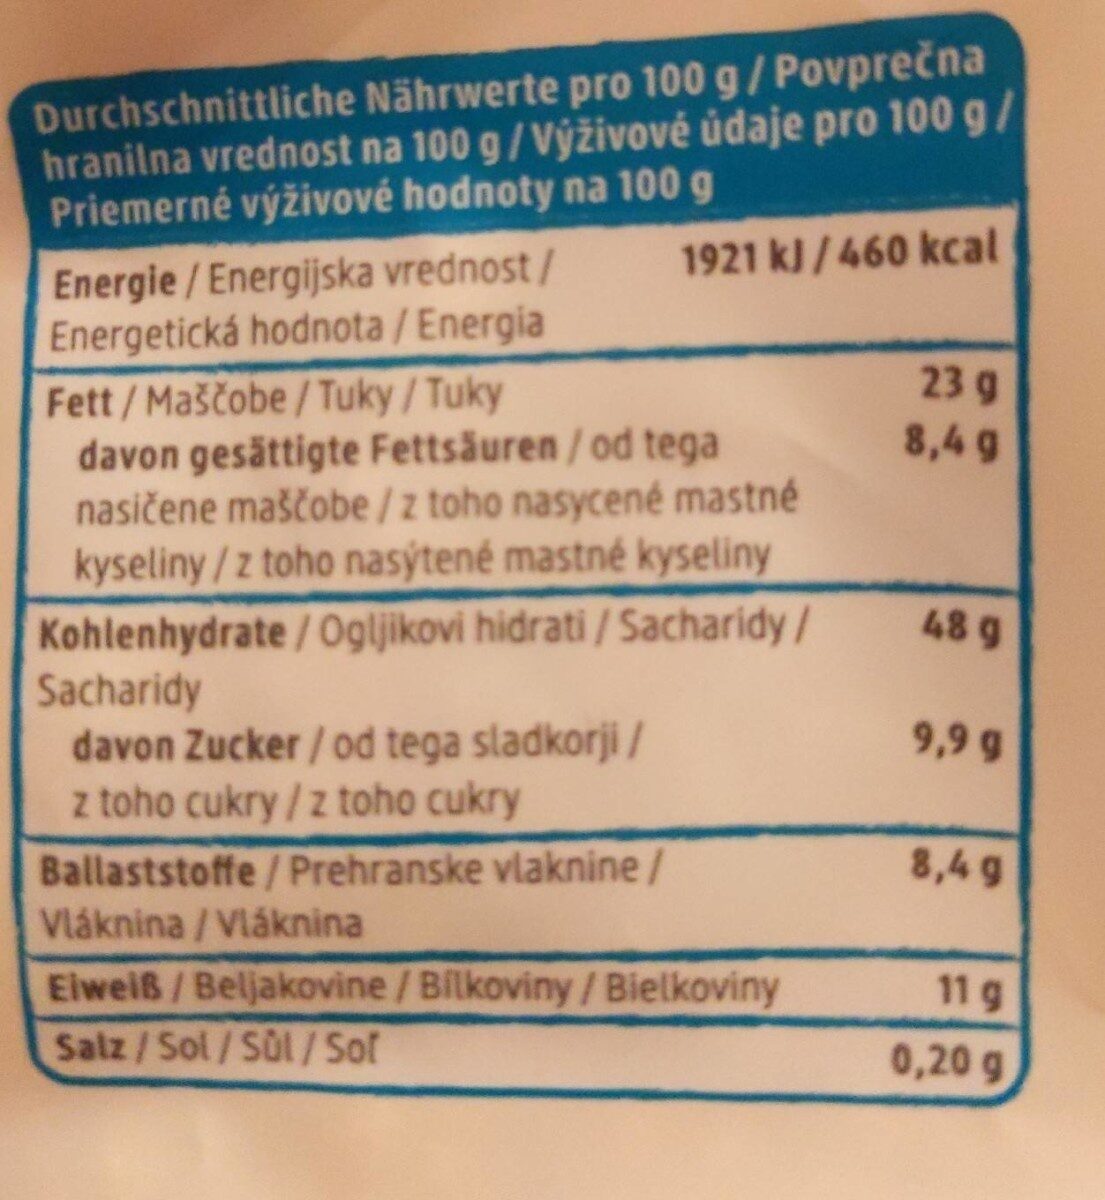 Durchschnittliche Nährwerte pro 100 g / Povprečna
hranilna vrednost na 100 g / Výživové údaje pro 100 g /
Priemerné výživové hodnoty na 100 g
Energie / Energijska vrednost / 1921 kJ / 460 kcal
Energetická hodnota / Energia
Fett / Maščobe / Tuky / Tuky 23 g
davon gesättigte Fettsäuren / od tega 8,4 g
nasičene maščobe / z toho nasycené mastné
kyseliny / z toho nasýtené mastné kyseliny
Kohlenhydrate / Ogljikovi hidrati / Sacharidy / 48 g
Sacharidy
davon Zucker / od tega sladkorji / 9,9 g
z toho cukry / z toho cukry
Ballaststoffe / Prehranske vlaknine / 8,4 g
Vláknina / Vláknina
Eiweiß / Beljakovine / Bílkoviny / Bielkoviny 11 g
Salz / Sol / Sůl / Soľ 0,20 g